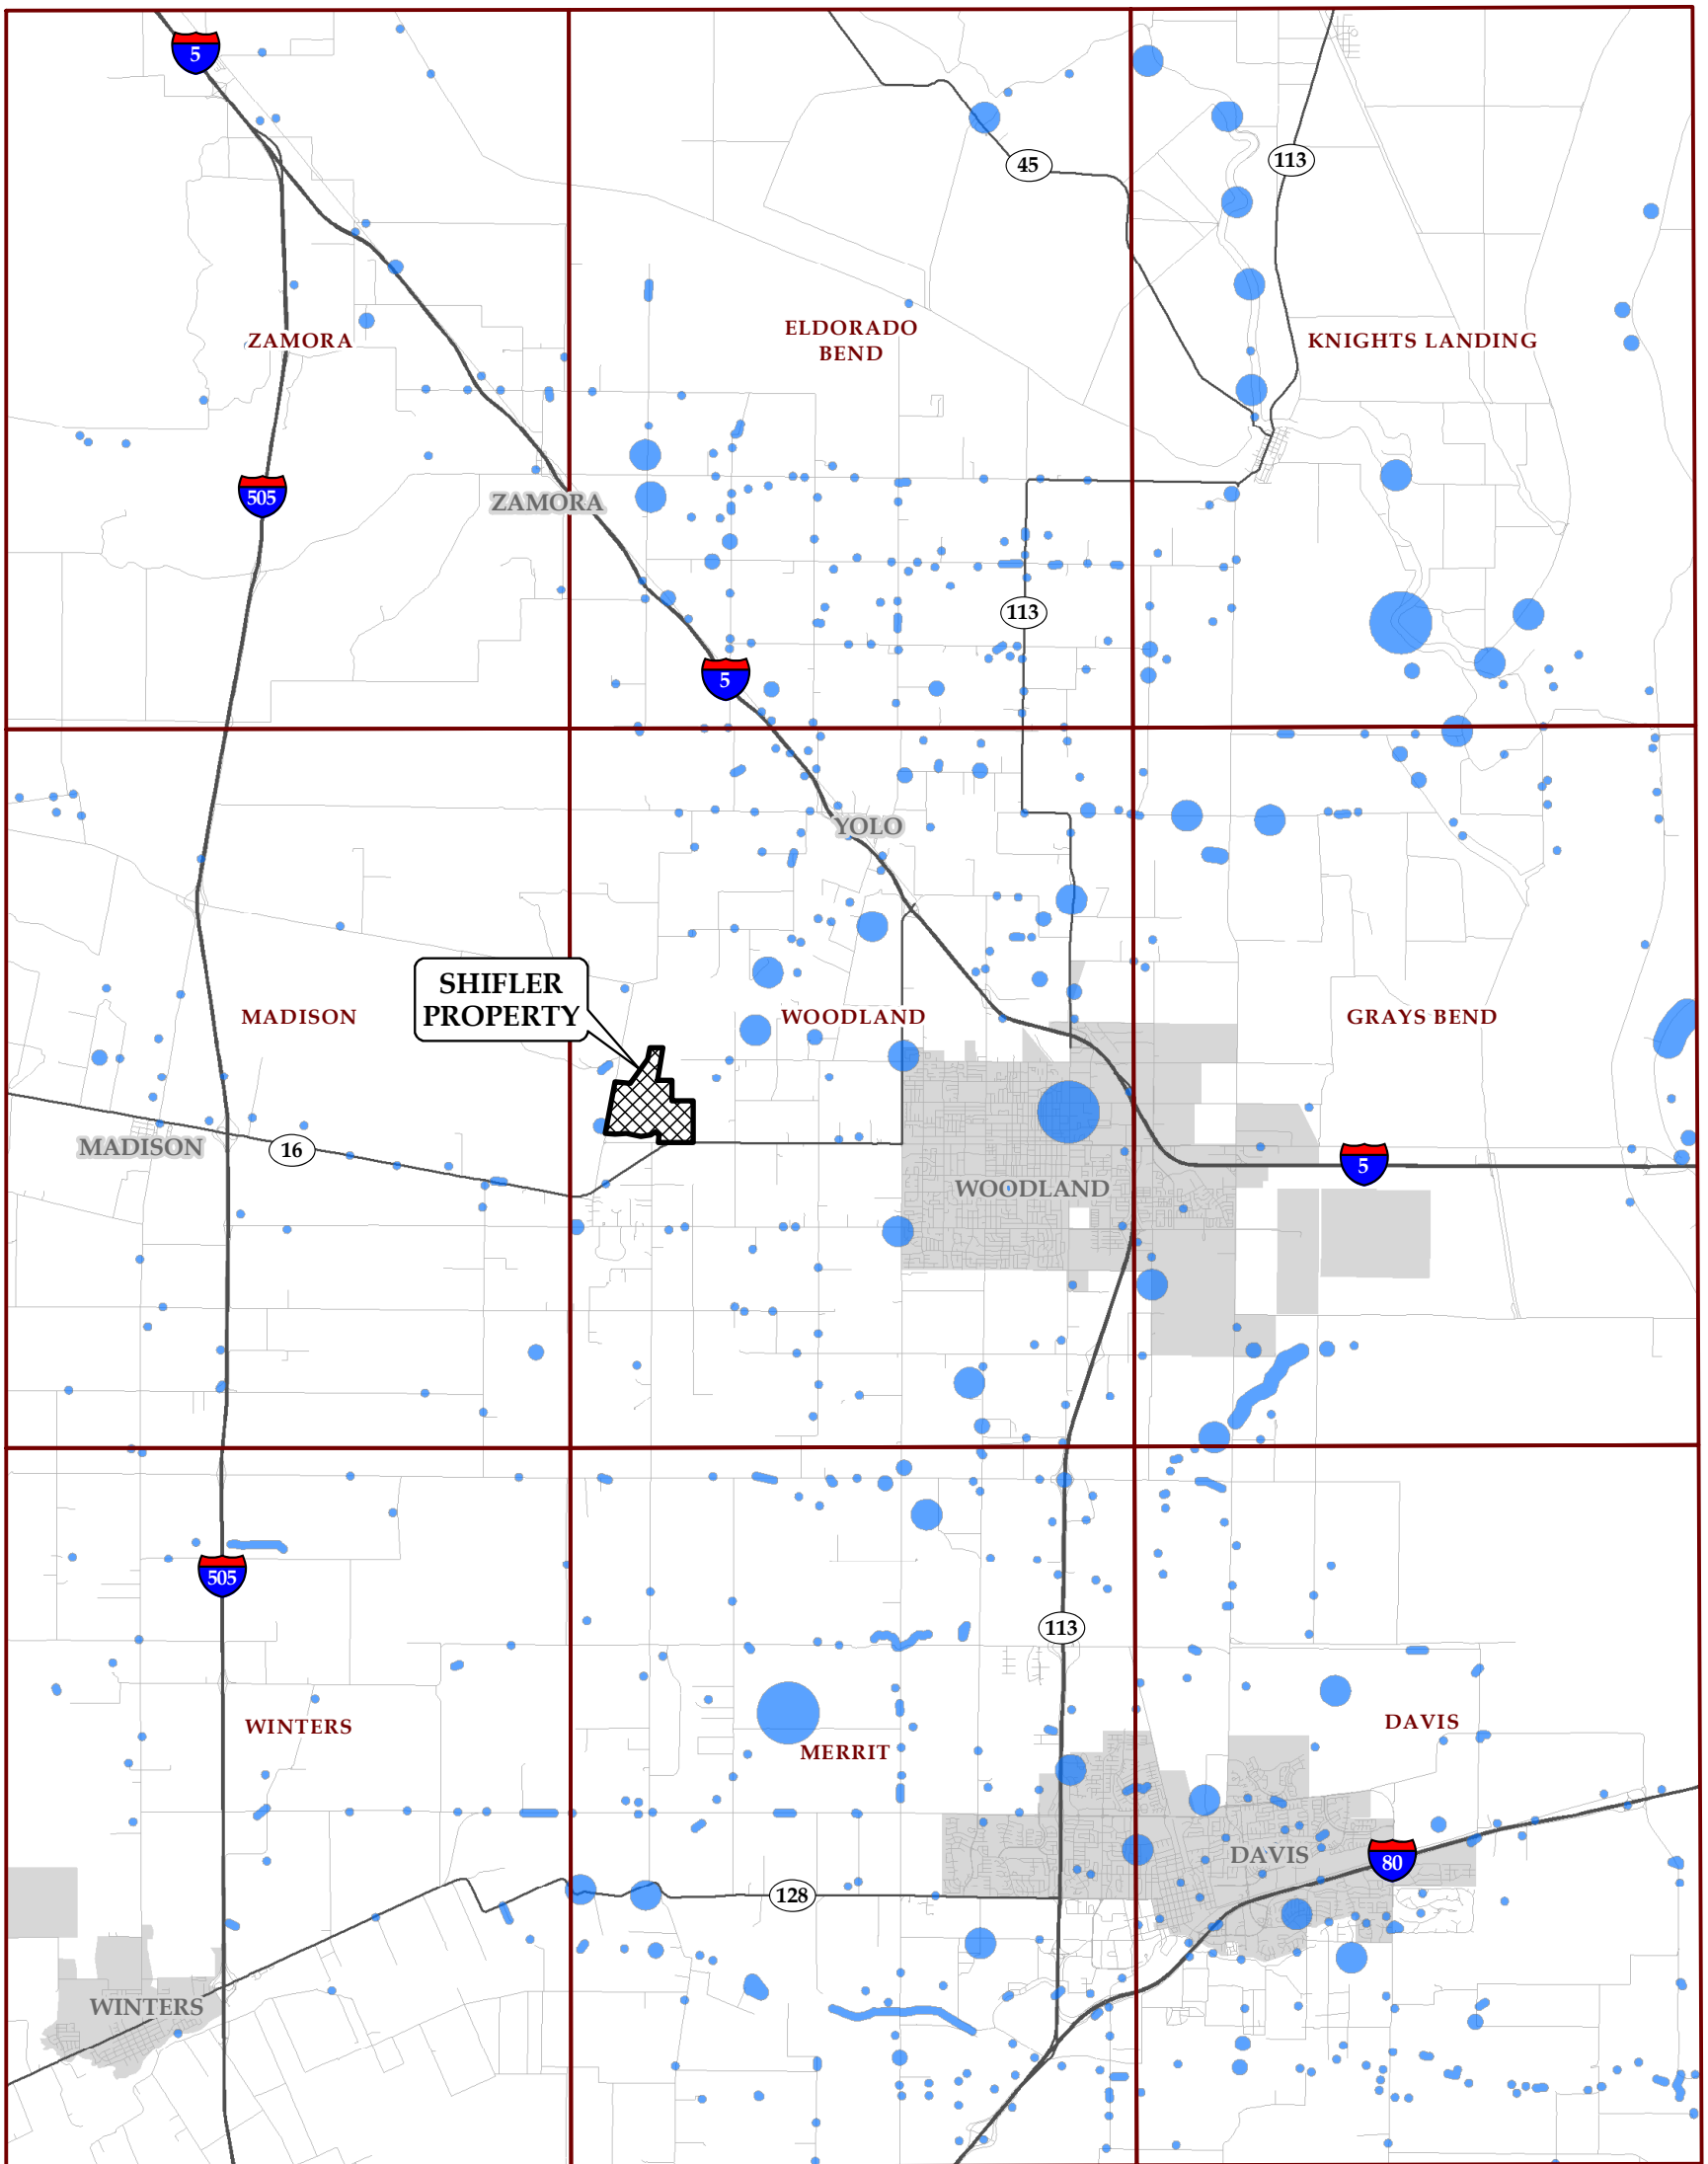 5
45
113
ZAMORA
ELDORADO
BEND
KNIGHTS LANDING
505
ZAMORA
113
5
YOLO
SHIFLER
PROPERTY
MADISON
WOODLAND
GRAYS BEND
MADISON
16
5
WOODLAND
505
113
WINTERS
MERRIT
DAVIS
DAVIS
80
128
WINTERS